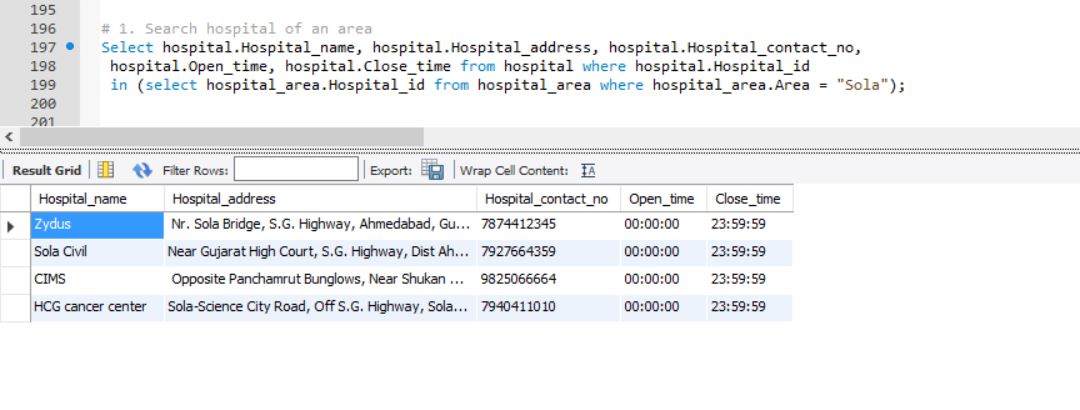 195
196 # 1. Search hospital of an area
197 Select hospital.Hospital_name, hospital.Hospital_address, hospital.Hospital_contact_no,
198 hospital.Open_time, hospital.Close_time from hospital where hospital.Hospital_id
199 in (select hospital_area.Hospital_id from hospital_area where hospital_area.Area = "Sola");
200
201
Result Grid Filter Rows: Export: Wrap Cell Content: IA
Hospital_name Hospital_address Hospital_contact_no Open_time Close_time
Zydus Nr. Sola Bridge, S.G. Highway, Ahmedabad, Gu... 7874412345 00:00:00 23:59:59
Sola Civil Near Gujarat High Court, S.G. Highway, Dist Ah... 7927664359 00:00:00 23:59:59
CIMS Opposite Panchamrut Bunglows, Near Shukan ... 9825066664 00:00:00 23:59:59
HCG cancer center Sola-Science City Road, Off S.G. Highway, Sola... 7940411010 00:00:00 23:59:59